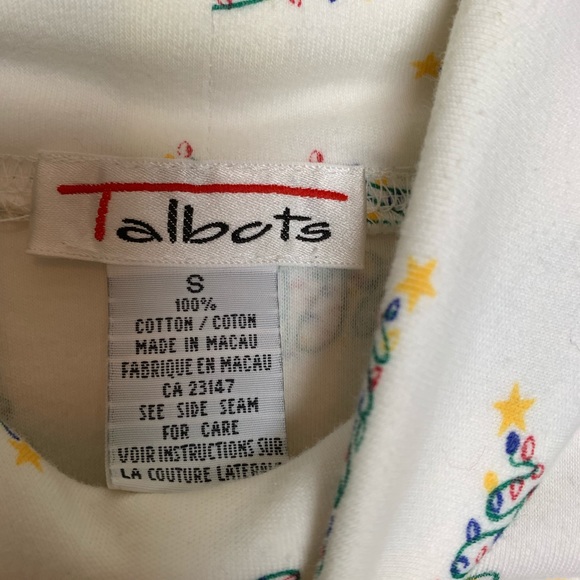 Talbots
S
100%
COTTON / COTON
MADE IN MACAU
FABRIQUE EN MACAU
CA 23147
SEE SIDE SEAM
FOR CARE
VOIR INSTRUCTIONS SUR
LA COUTURE